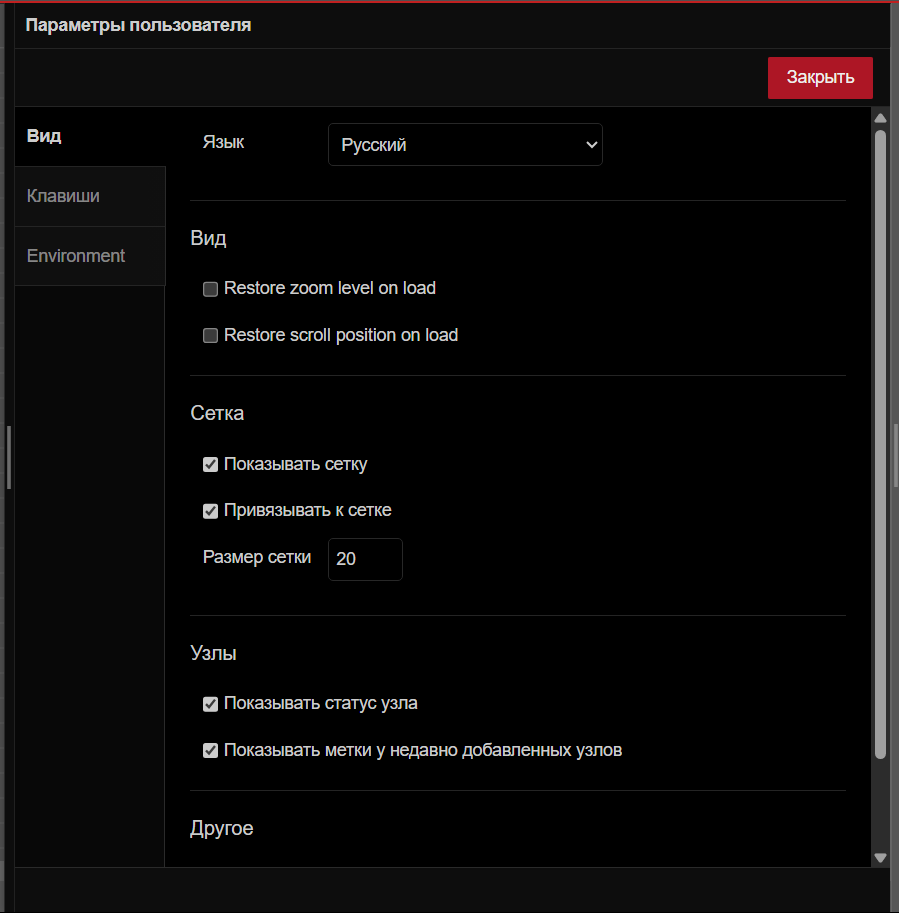 Параметры пользователя
Закрыть
Вид
Клавиши
Environment
Язык
Русский
Вид
Restore zoom level on load
Restore scroll position on load
Сетка
Показывать сетку
Привязывать к сетке
Размер сетки
20
Узлы
Показывать статус узла
Показывать метки у недавно добавленных узлов
Другое